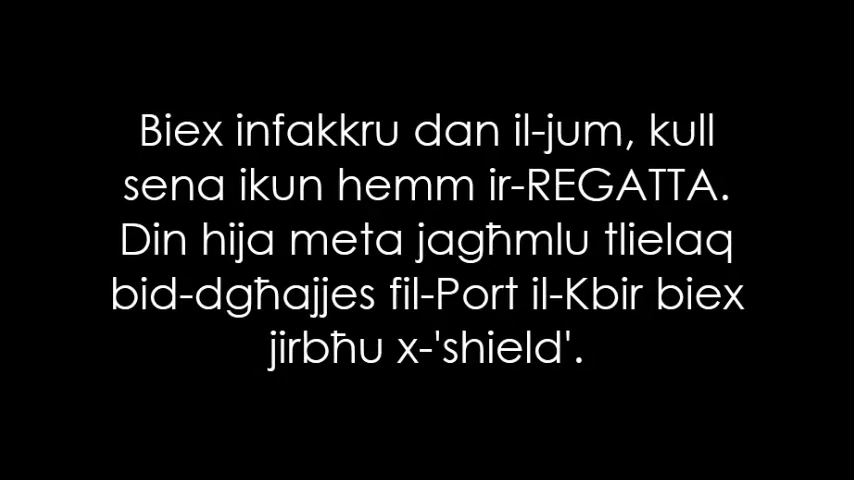 Biex infakkru dan il-jum, kull
sena ikun hemm ir-REGATTA.
Din hija meta jagħmlu tlielaq
bid-dgħajjes fil-Port il-Kbir biex
jirbħu x-'shield'.